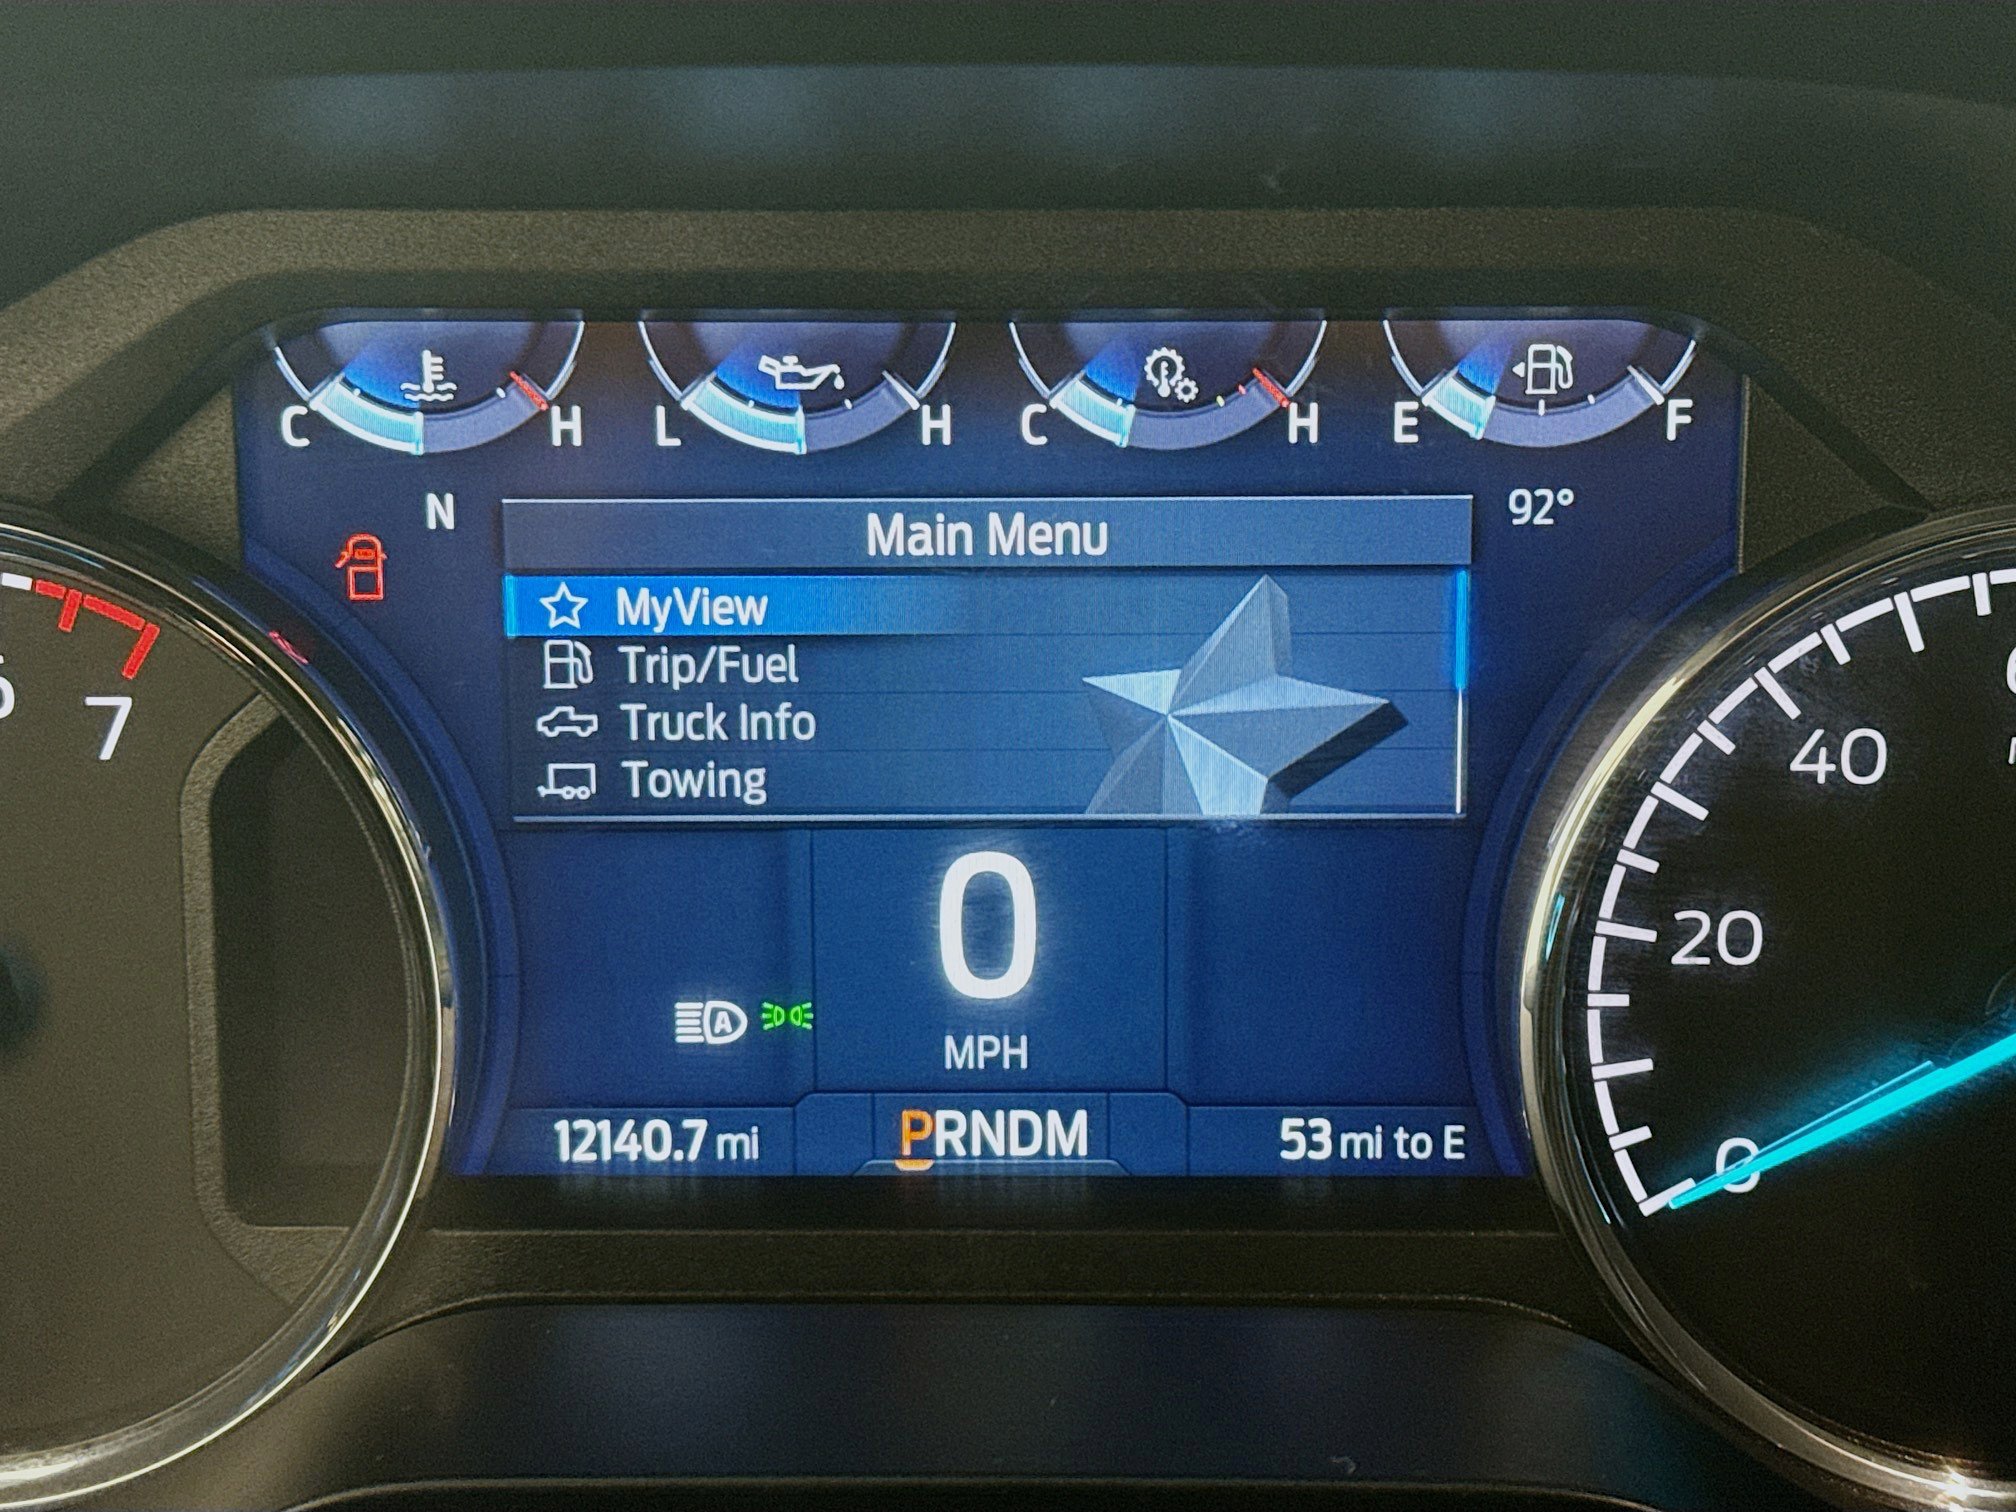 C H L H C H E F
N
92°
Main Menu
MyView
Trip/Fuel
Truck Info
Towing
7
40
20
0
0
MPH
A
12140.7 mi
PRNDM
53 mi to E